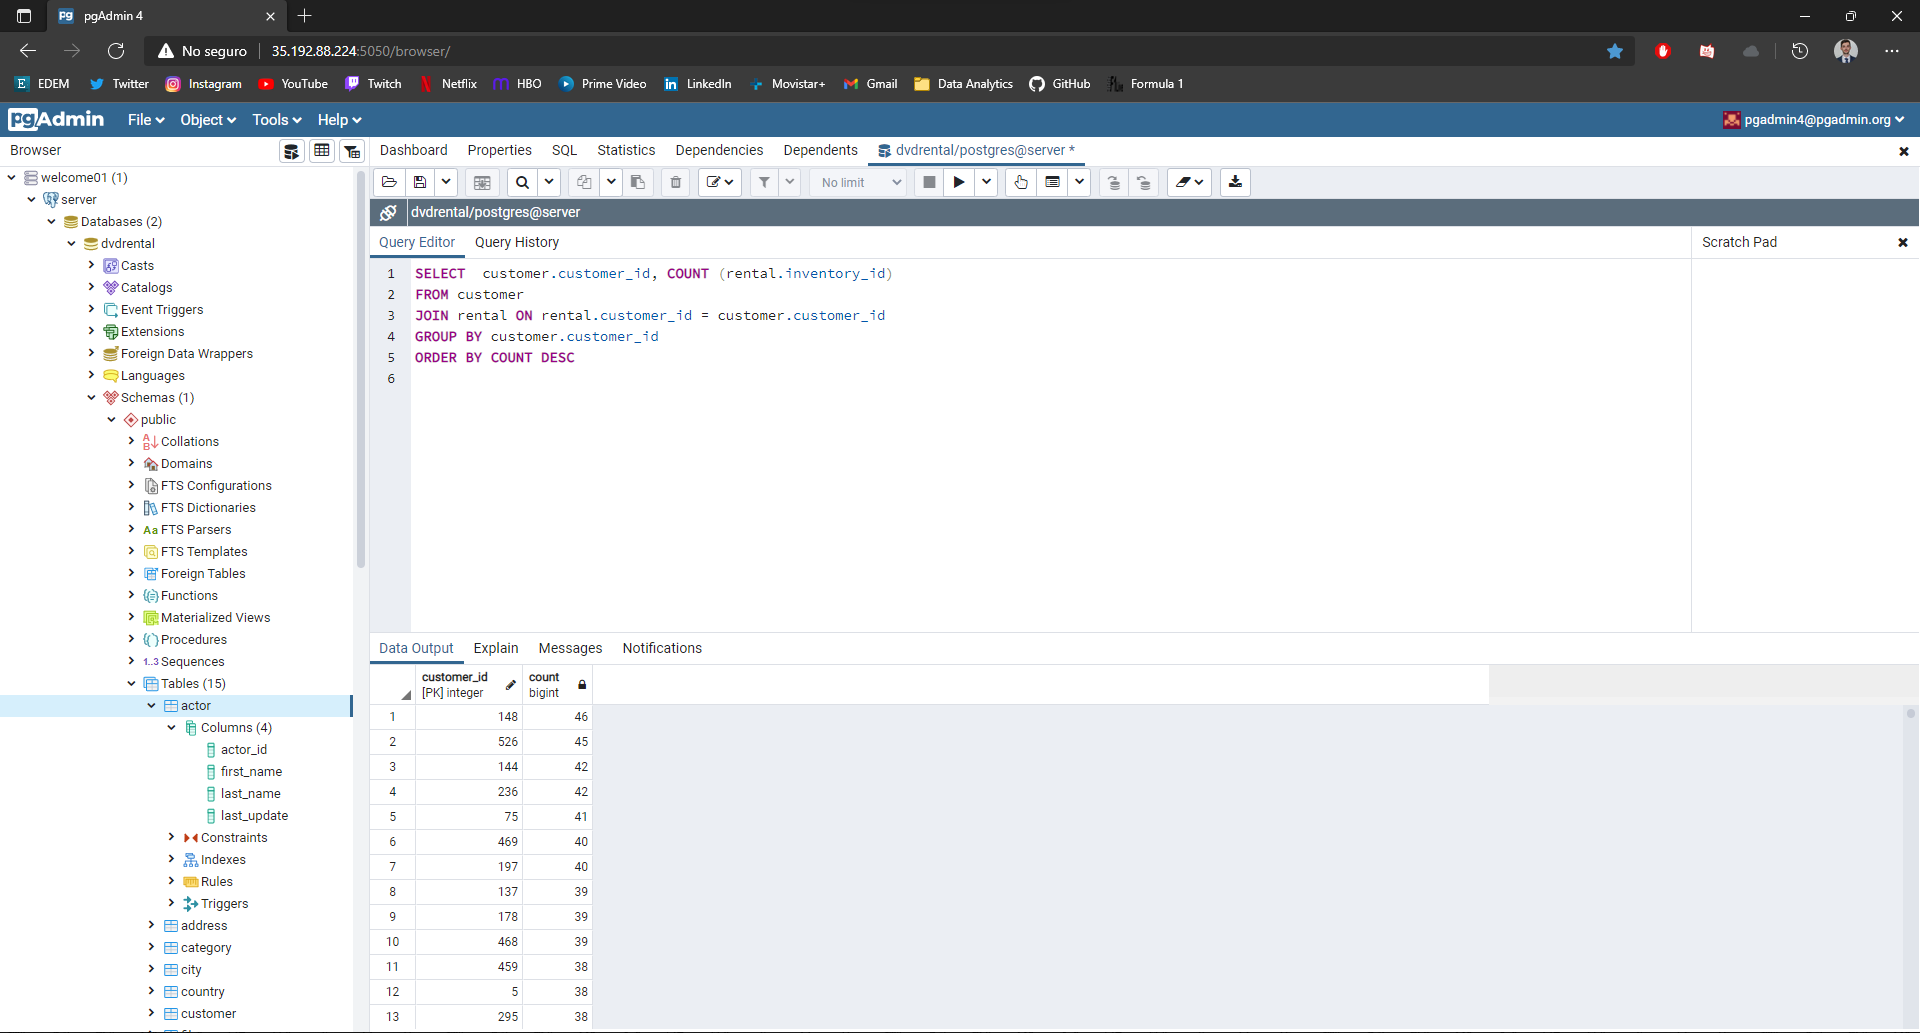 pgAdmin 4
No seguro 35.192.88.224:5050/browser/
EDEM Twitter Instagram YouTube Twitch Netflix HBO Prime Video LinkedIn Movistar+ Gmail Data Analytics GitHub Formula 1
pgAdmin File Object Tools Help pgadmin4@pgadmin.org
Browser
Dashboard Properties SQL Statistics Dependencies Dependents dvdrental/postgres@server *
No limit
dvdrental/postgres@server
Query Editor Query History
Scratch Pad
welcome01 (1)
server
Databases (2)
dvdrental
Casts
Catalogs
Event Triggers
Extensions
Foreign Data Wrappers
Languages
Schemas (1)
public
Collations
Domains
FTS Configurations
FTS Dictionaries
FTS Parsers
FTS Templates
Foreign Tables
Functions
Materialized Views
Procedures
Sequences
Tables (15)
actor
Columns (4)
actor_id
first_name
last_name
last_update
Constraints
Indexes
Rules
Triggers
address
category
city
country
customer
1 SELECT  customer.customer_id, COUNT (rental.inventory_id)
2 FROM customer
3 JOIN rental ON rental.customer_id = customer.customer_id
4 GROUP BY customer.customer_id
5 ORDER BY COUNT DESC
6
Data Output Explain Messages Notifications
customer_id count
[PK] integer bigint
1 148 46
2 526 45
3 144 42
4 236 42
5 75 41
6 469 40
7 197 40
8 137 39
9 178 39
10 468 39
11 459 38
12 5 38
13 295 38